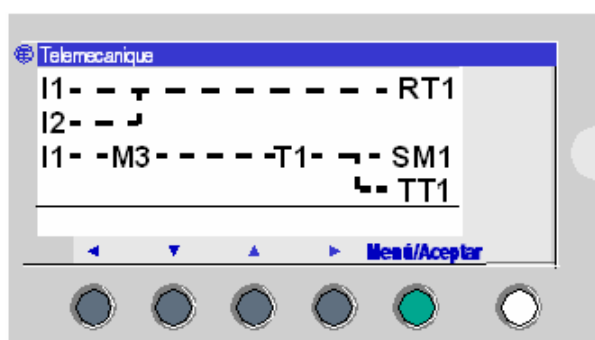 Telemecanique
I1- - - - - - - - - - RT1
I2- - -
I1- -M3- - - - -T1- - - SM1
- - TT1
Menú/Aceptar